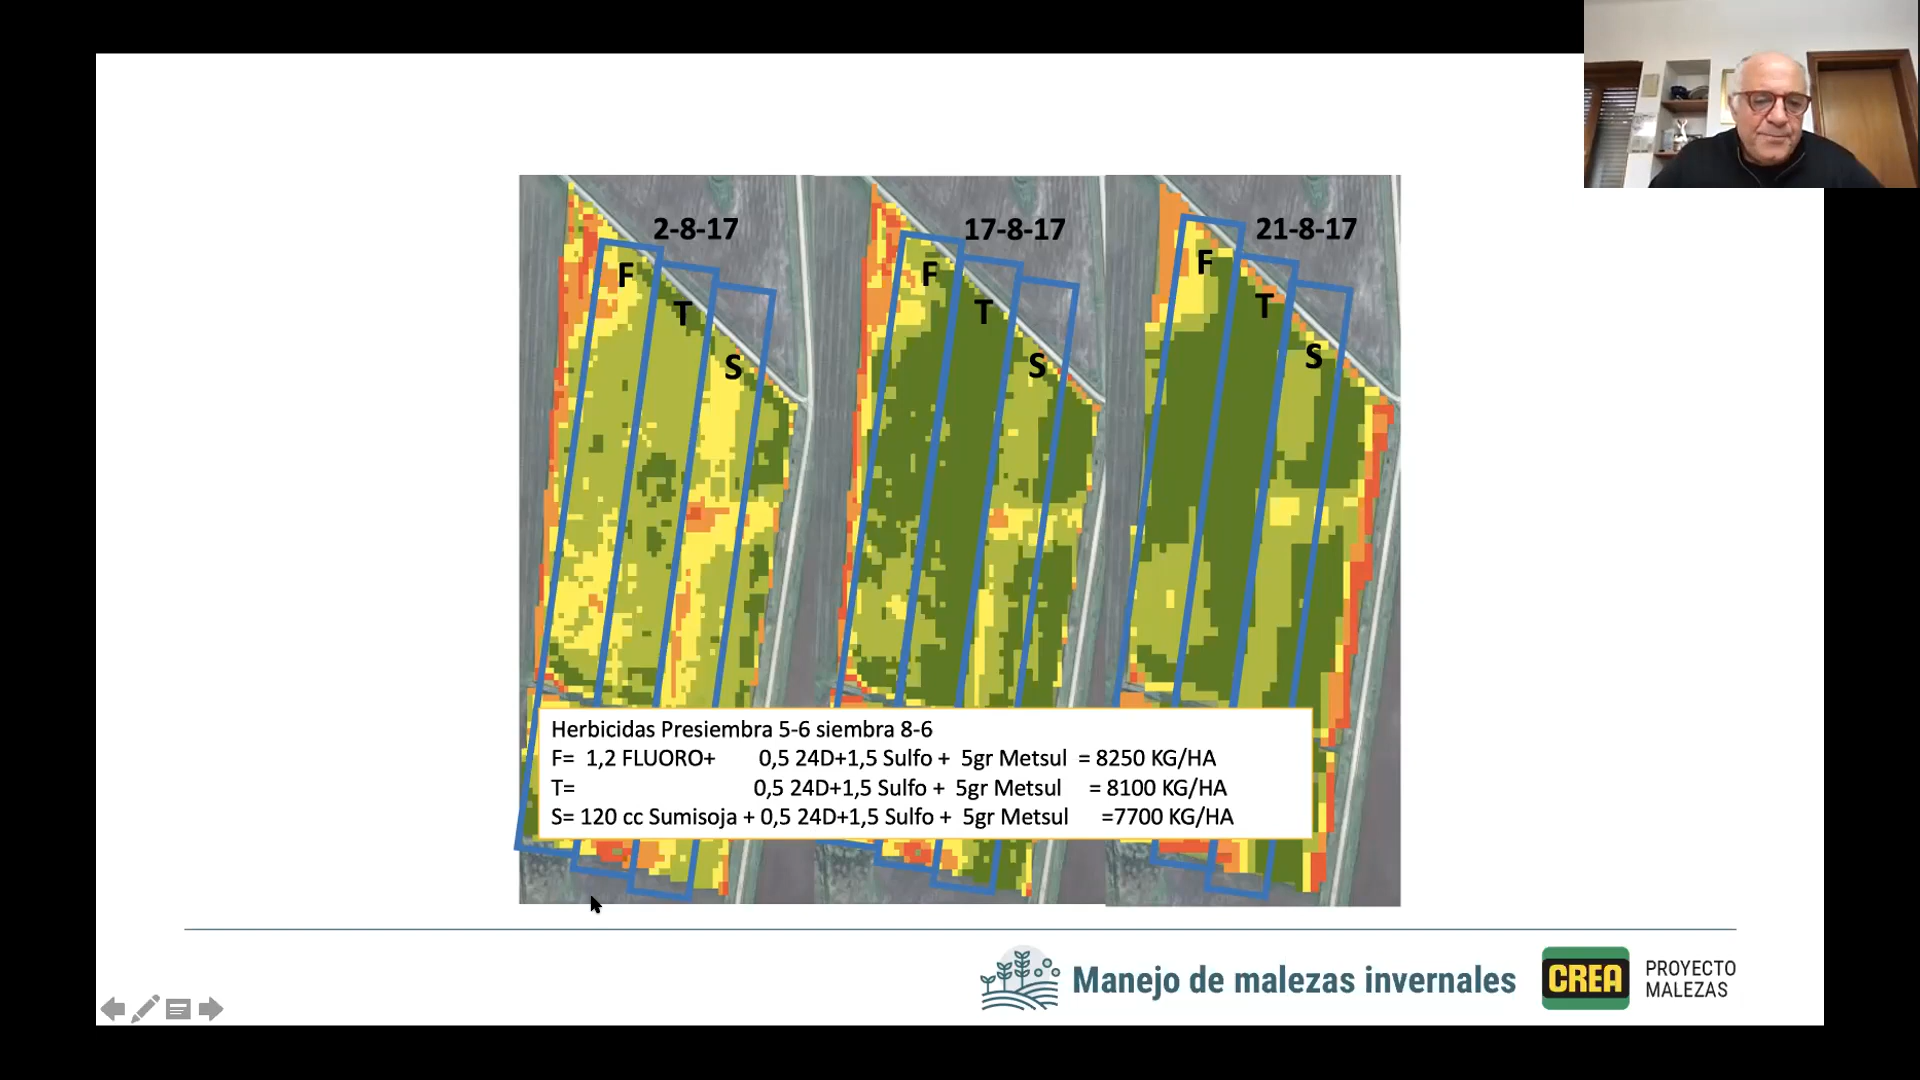 2-8-17
17-8-17
21-8-17
F
T
S
F
T
S
F
T
S
Herbicidas Presiembra 5-6 siembra 8-6
F= 1,2 FLUORO+ 0,5 24D+1,5 Sulfo + 5gr Metsul = 8250 KG/HA
T= 0,5 24D+1,5 Sulfo + 5gr Metsul = 8100 KG/HA
S= 120 cc Sumisoja + 0,5 24D+1,5 Sulfo + 5gr Metsul =7700 KG/HA
Manejo de malezas invernales
CREA
PROYECTO
MALEZAS